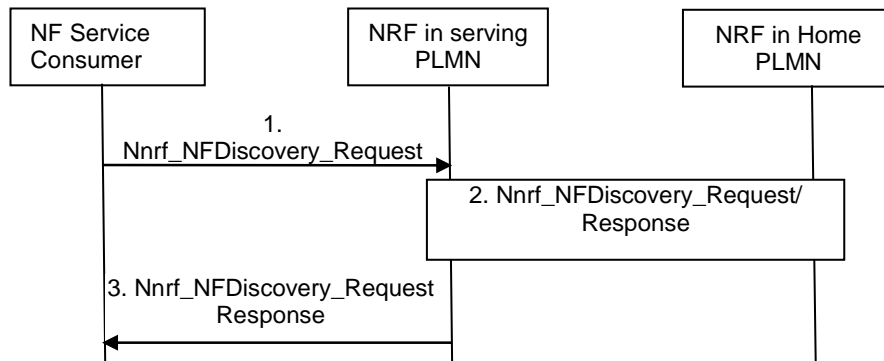 NF Service
Consumer
NRF in serving
PLMN
NRF in Home
PLMN
1.
Nnrf_NFDiscovery_Request
2. Nnrf_NFDiscovery_Request/
Response
3. Nnrf_NFDiscovery_Request
Response